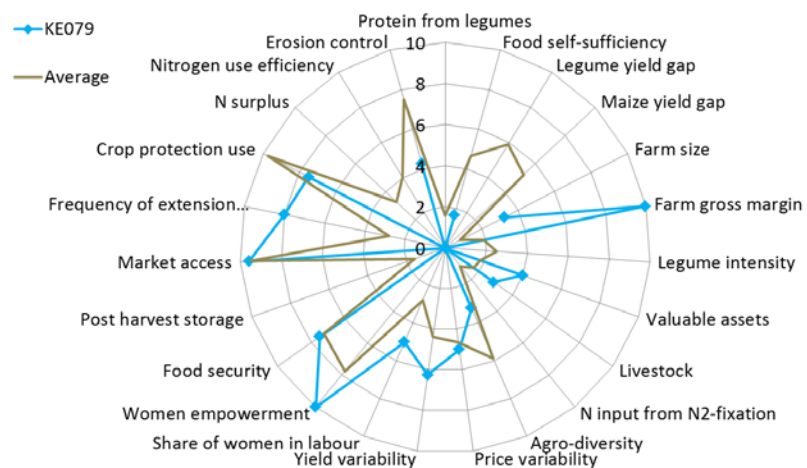 KE079
Average
Protein from legumes
Food self-sufficiency
Legume yield gap
Maize yield gap
Farm size
Farm gross margin
Legume intensity
Valuable assets
Livestock
N input from N2-fixation
Agro-diversity
Price variability
Yield variability
Share of women in labour
Women empowerment
Food security
Post harvest storage
Market access
Frequency of extension...
Crop protection use
N surplus
Nitrogen use efficiency
Erosion control
10
8
6
4
2
0